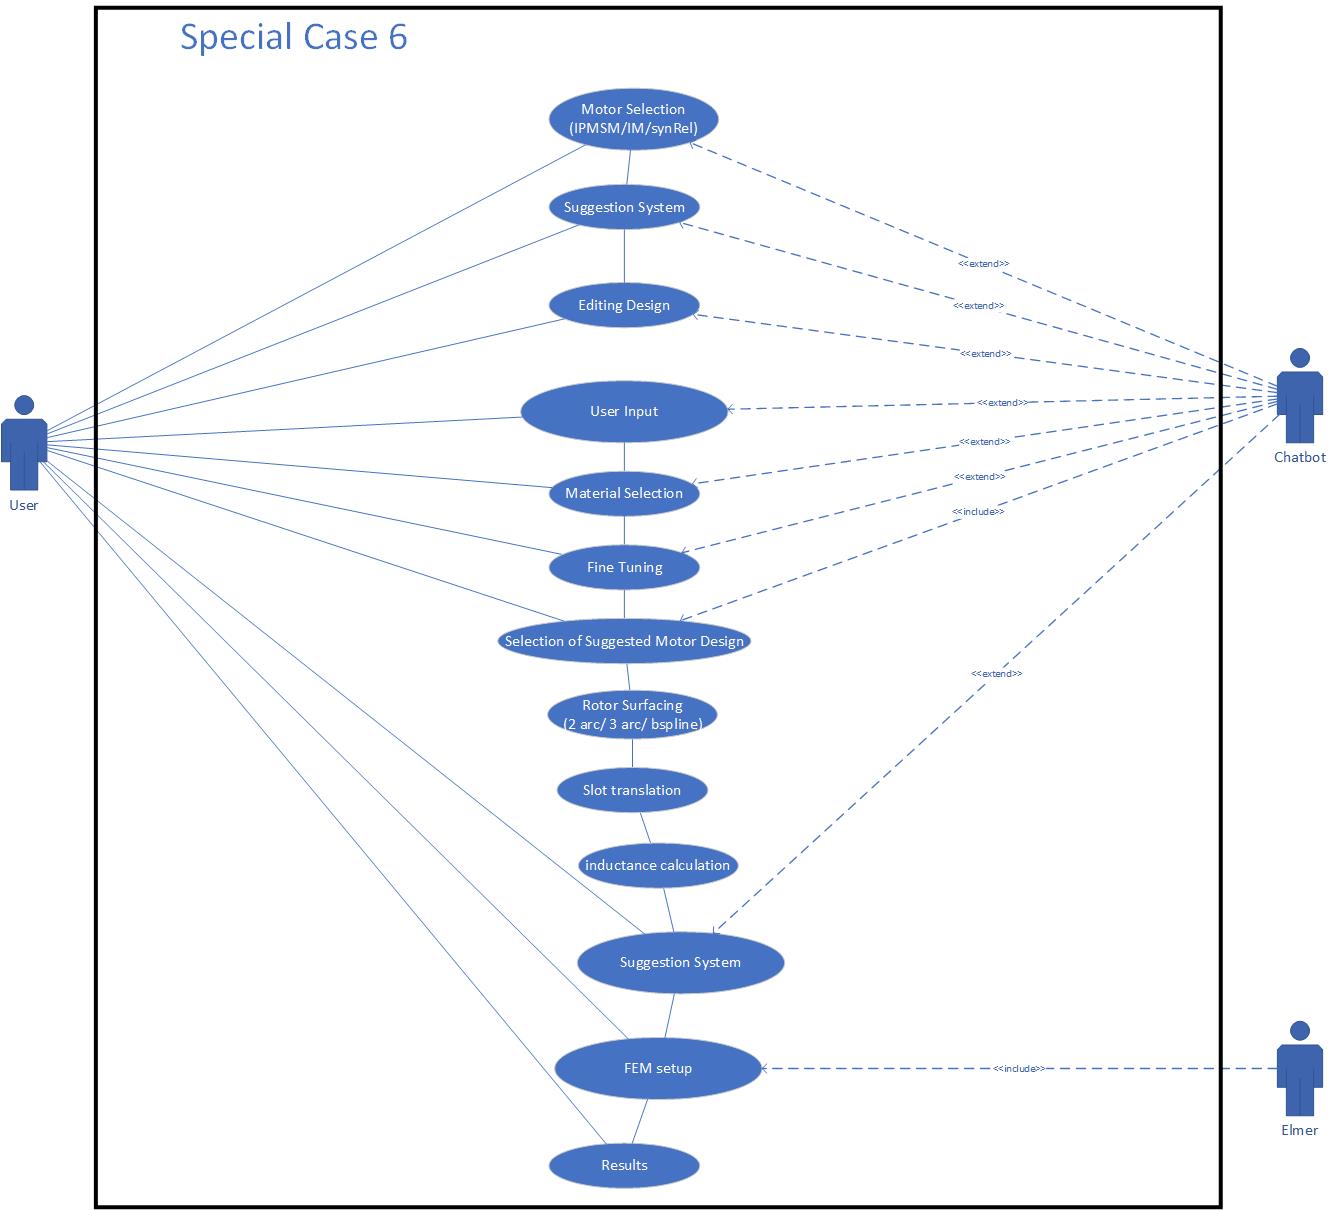 Special Case 6
Motor Selection
(IPMSM/IM/synRel)
Suggestion System
<<extend>>
<<extend>>
Editing Design
<<extend>>
User Input
<<extend>>
<<extend>>
Chatbot
Material Selection
<<extend>>
User
<<include>>
Fine Tuning
Selection of Suggested Motor Design
<<extend>>
Rotor Surfacing
(2 arc/ 3 arc/ bspline)
Slot translation
inductance calculation
Suggestion System
FEM setup
<<include>>
Elmer
Results